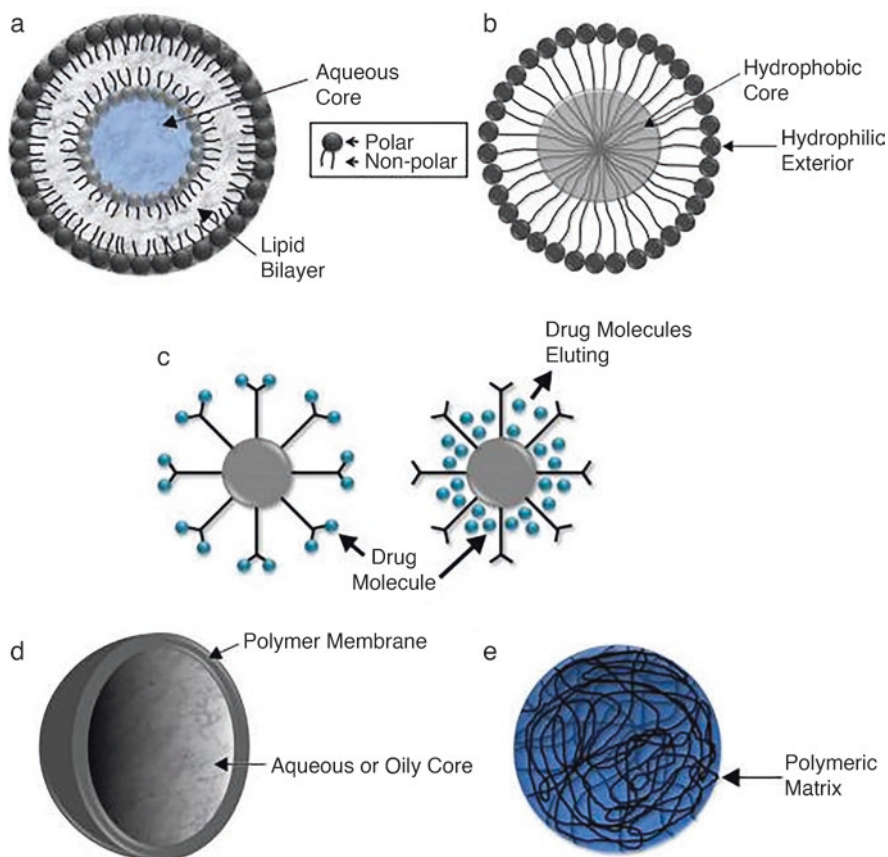 a
Aqueous
Core
Lipid
Bilayer
Polar
Non-polar
b
Hydrophobic
Core
Hydrophilic
Exterior
c
Drug Molecules
Eluting
Drug
Molecule
d
Polymer Membrane
Aqueous or Oily Core
e
Polymeric
Matrix